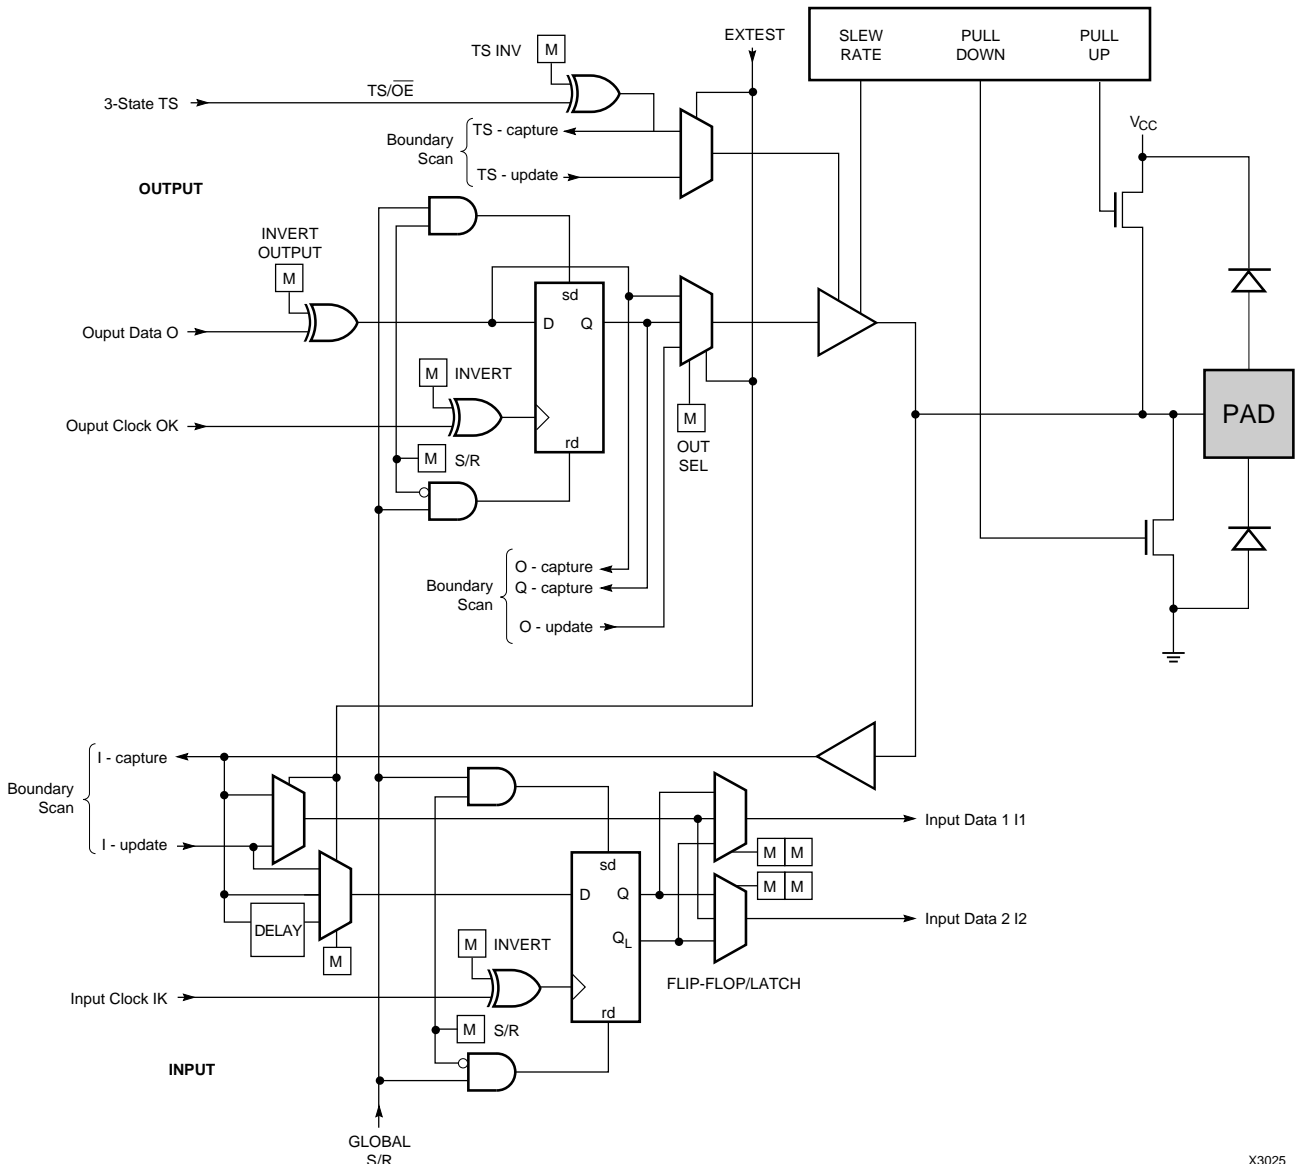 EXTEST
SLEW RATE
PULL DOWN
PULL UP
TS INV
M
3-State TS
TS/OE
VCC
Boundary Scan
TS - capture
TS - update
OUTPUT
INVERT OUTPUT
M
sd
D
Q
Ouput Data O
M
INVERT
PAD
M
OUT SEL
Ouput Clock OK
rd
M
S/R
Boundary Scan
O - capture
Q - capture
O - update
Boundary Scan
I - capture
I - update
Input Data 1 I1
M
M
sd
M
M
D
Q
Input Data 2 I2
DELAY
QL
M
INVERT
M
FLIP-FLOP/LATCH
Input Clock IK
rd
M
S/R
INPUT
GLOBAL S/R
X3025